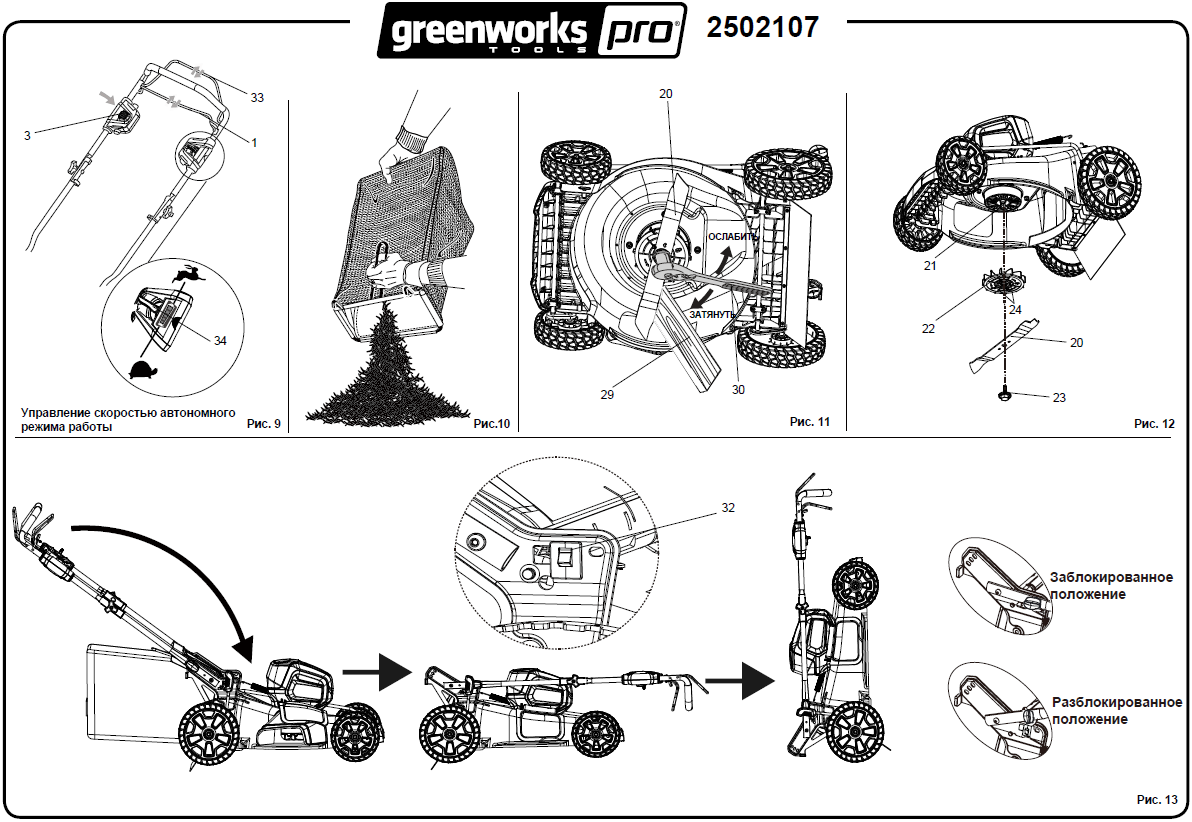 greenworks pro®
TOOLS
2502107
33
3
1
34
Управление скоростью автономного
режима работы
Рис. 9
Рис.10
20
ОСЛАБИТЬ
ЗАТЯНУТЬ
29
30
Рис. 11
21
22
24
20
23
Рис. 12
32
Заблокированное
положение
Разблокированное
положение
Рис. 13